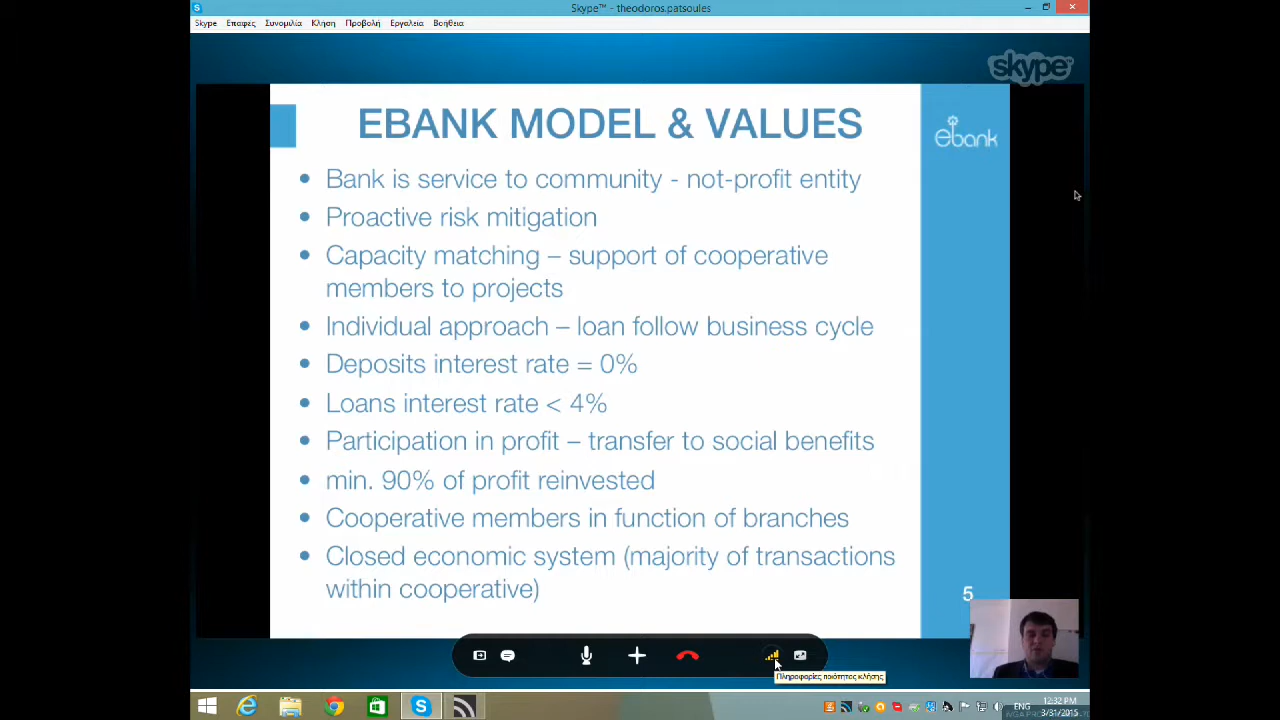 Skype™ - theodoros.patsoules
Skype Επαφές Συνομιλία Κλήση Προβολή Εργαλεία Βοήθεια
skype™
EBANK MODEL & VALUES
ebank
• Bank is service to community - not-profit entity
• Proactive risk mitigation
• Capacity matching – support of cooperative
members to projects
• Individual approach – loan follow business cycle
• Deposits interest rate = 0%
• Loans interest rate < 4%
• Participation in profit – transfer to social benefits
• min. 90% of profit reinvested
• Cooperative members in function of branches
• Closed economic system (majority of transactions
within cooperative)
5
Πληροφορίες ποιότητας κλήσης
ENG
12:32 PM
3/31/2015